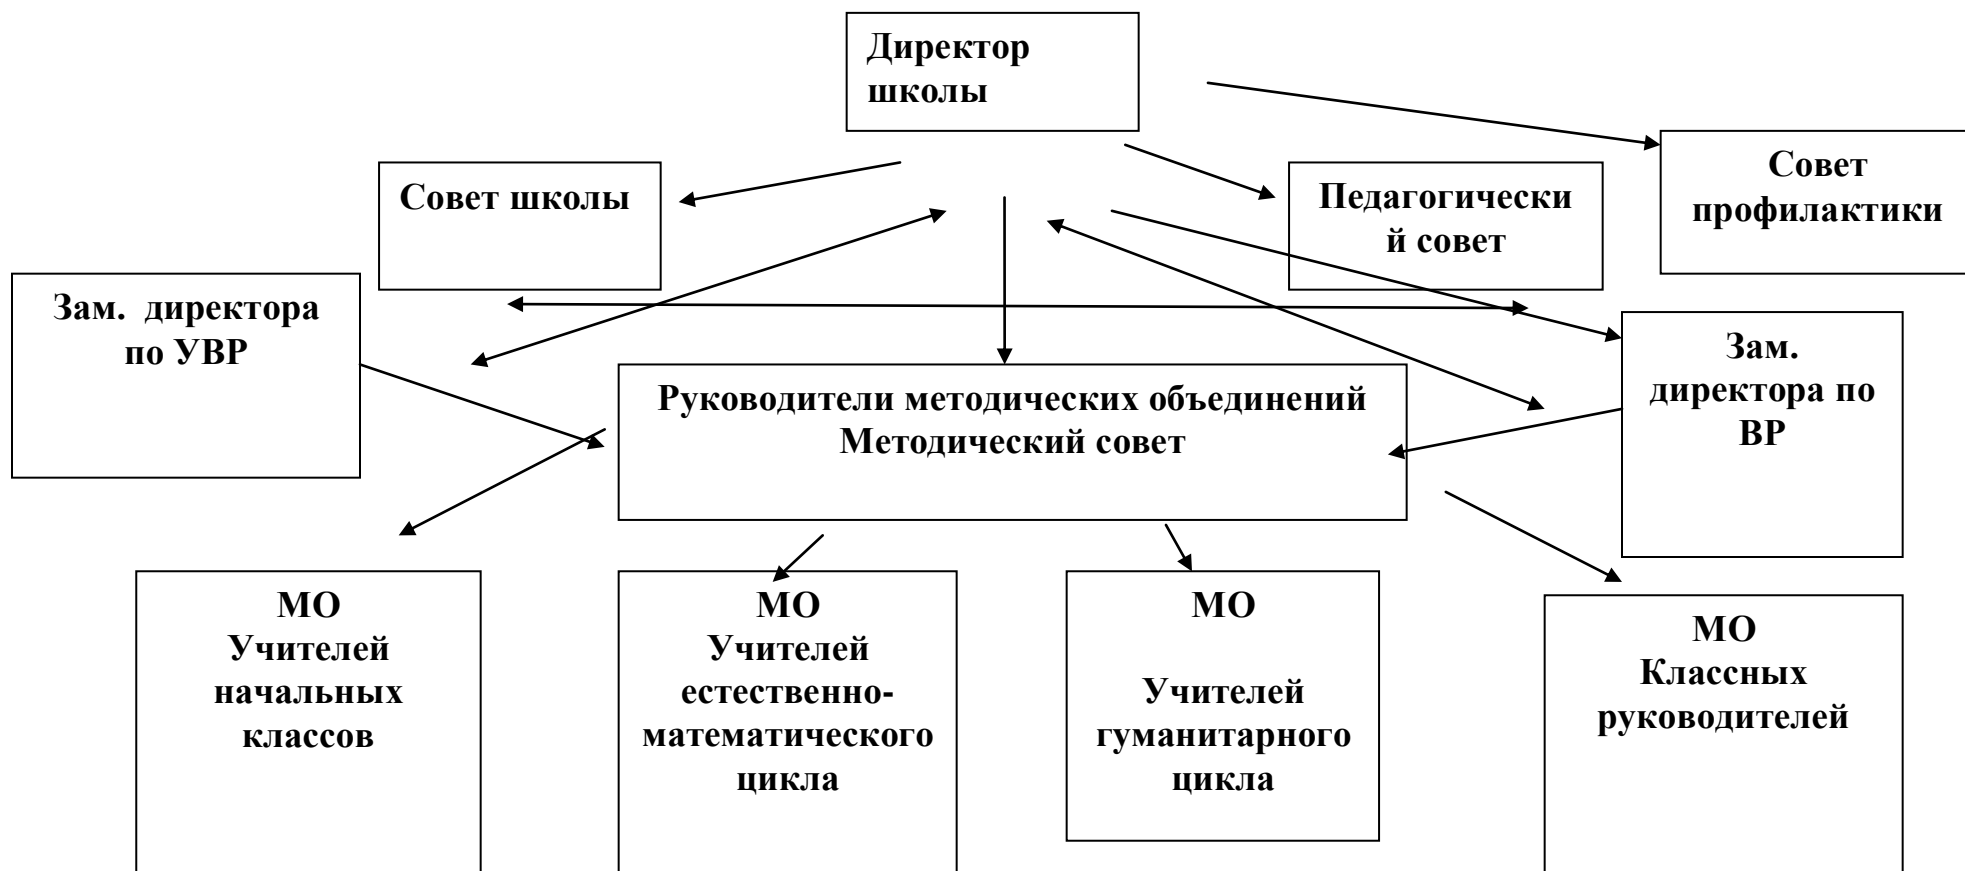 Директор
школы
Совет
профилактики
Совет школы
Педагогически
й совет
Зам.  директора
по УВР
Зам.
директора по
ВР
Руководители методических объединений
Методический совет
МО
Учителей
начальных
классов
МО
Учителей
естественно-
математического
цикла
МО
Учителей
гуманитарного
цикла
МО
Классных
руководителей